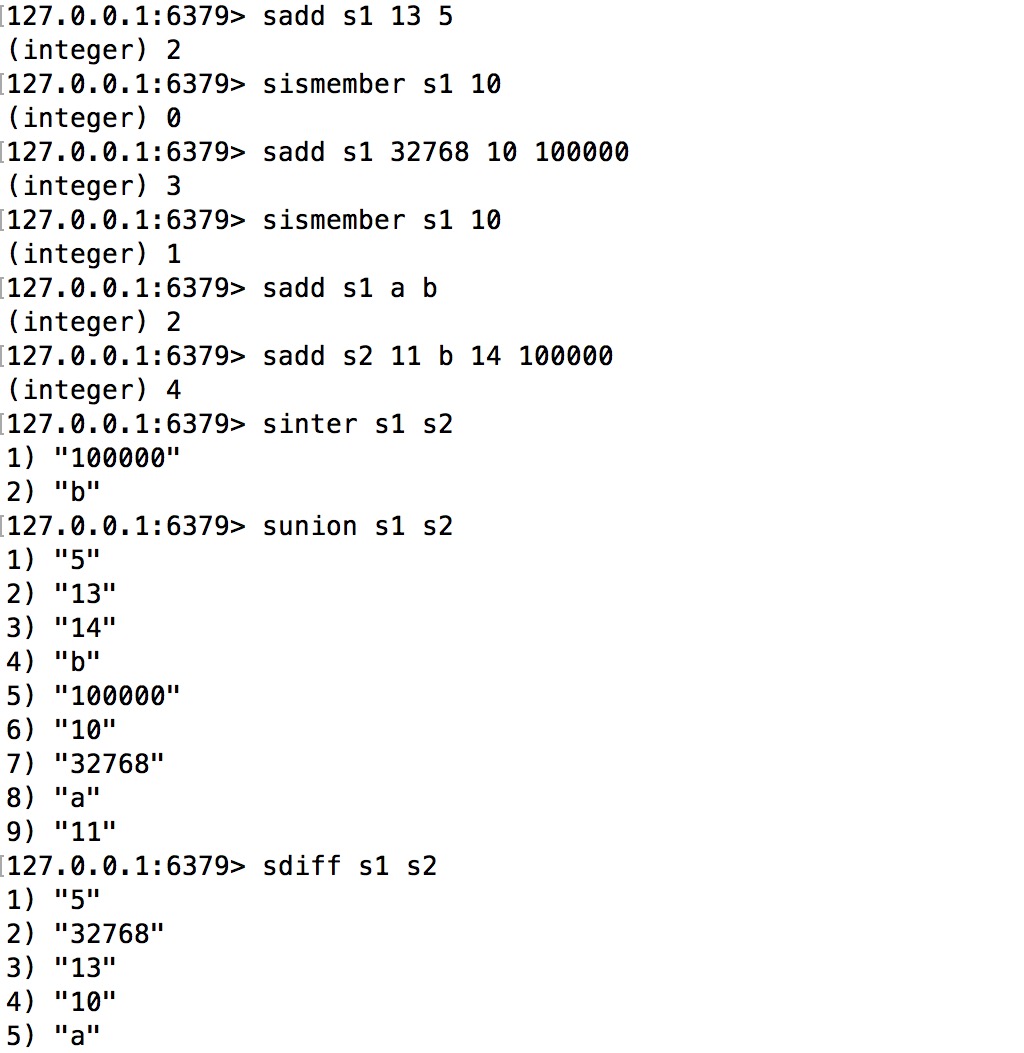 [127.0.0.1:6379> sadd s1 13 5
(integer) 2
[127.0.0.1:6379> sismember s1 10
(integer) 0
[127.0.0.1:6379> sadd s1 32768 10 100000
(integer) 3
[127.0.0.1:6379> sismember s1 10
(integer) 1
[127.0.0.1:6379> sadd s1 a b
(integer) 2
[127.0.0.1:6379> sadd s2 11 b 14 100000
(integer) 4
[127.0.0.1:6379> sinter s1 s2
1) "100000"
2) "b"
[127.0.0.1:6379> sunion s1 s2
1) "5"
2) "13"
3) "14"
4) "b"
5) "100000"
6) "10"
7) "32768"
8) "a"
9) "11"
[127.0.0.1:6379> sdiff s1 s2
1) "5"
2) "32768"
3) "13"
4) "10"
5) "a"